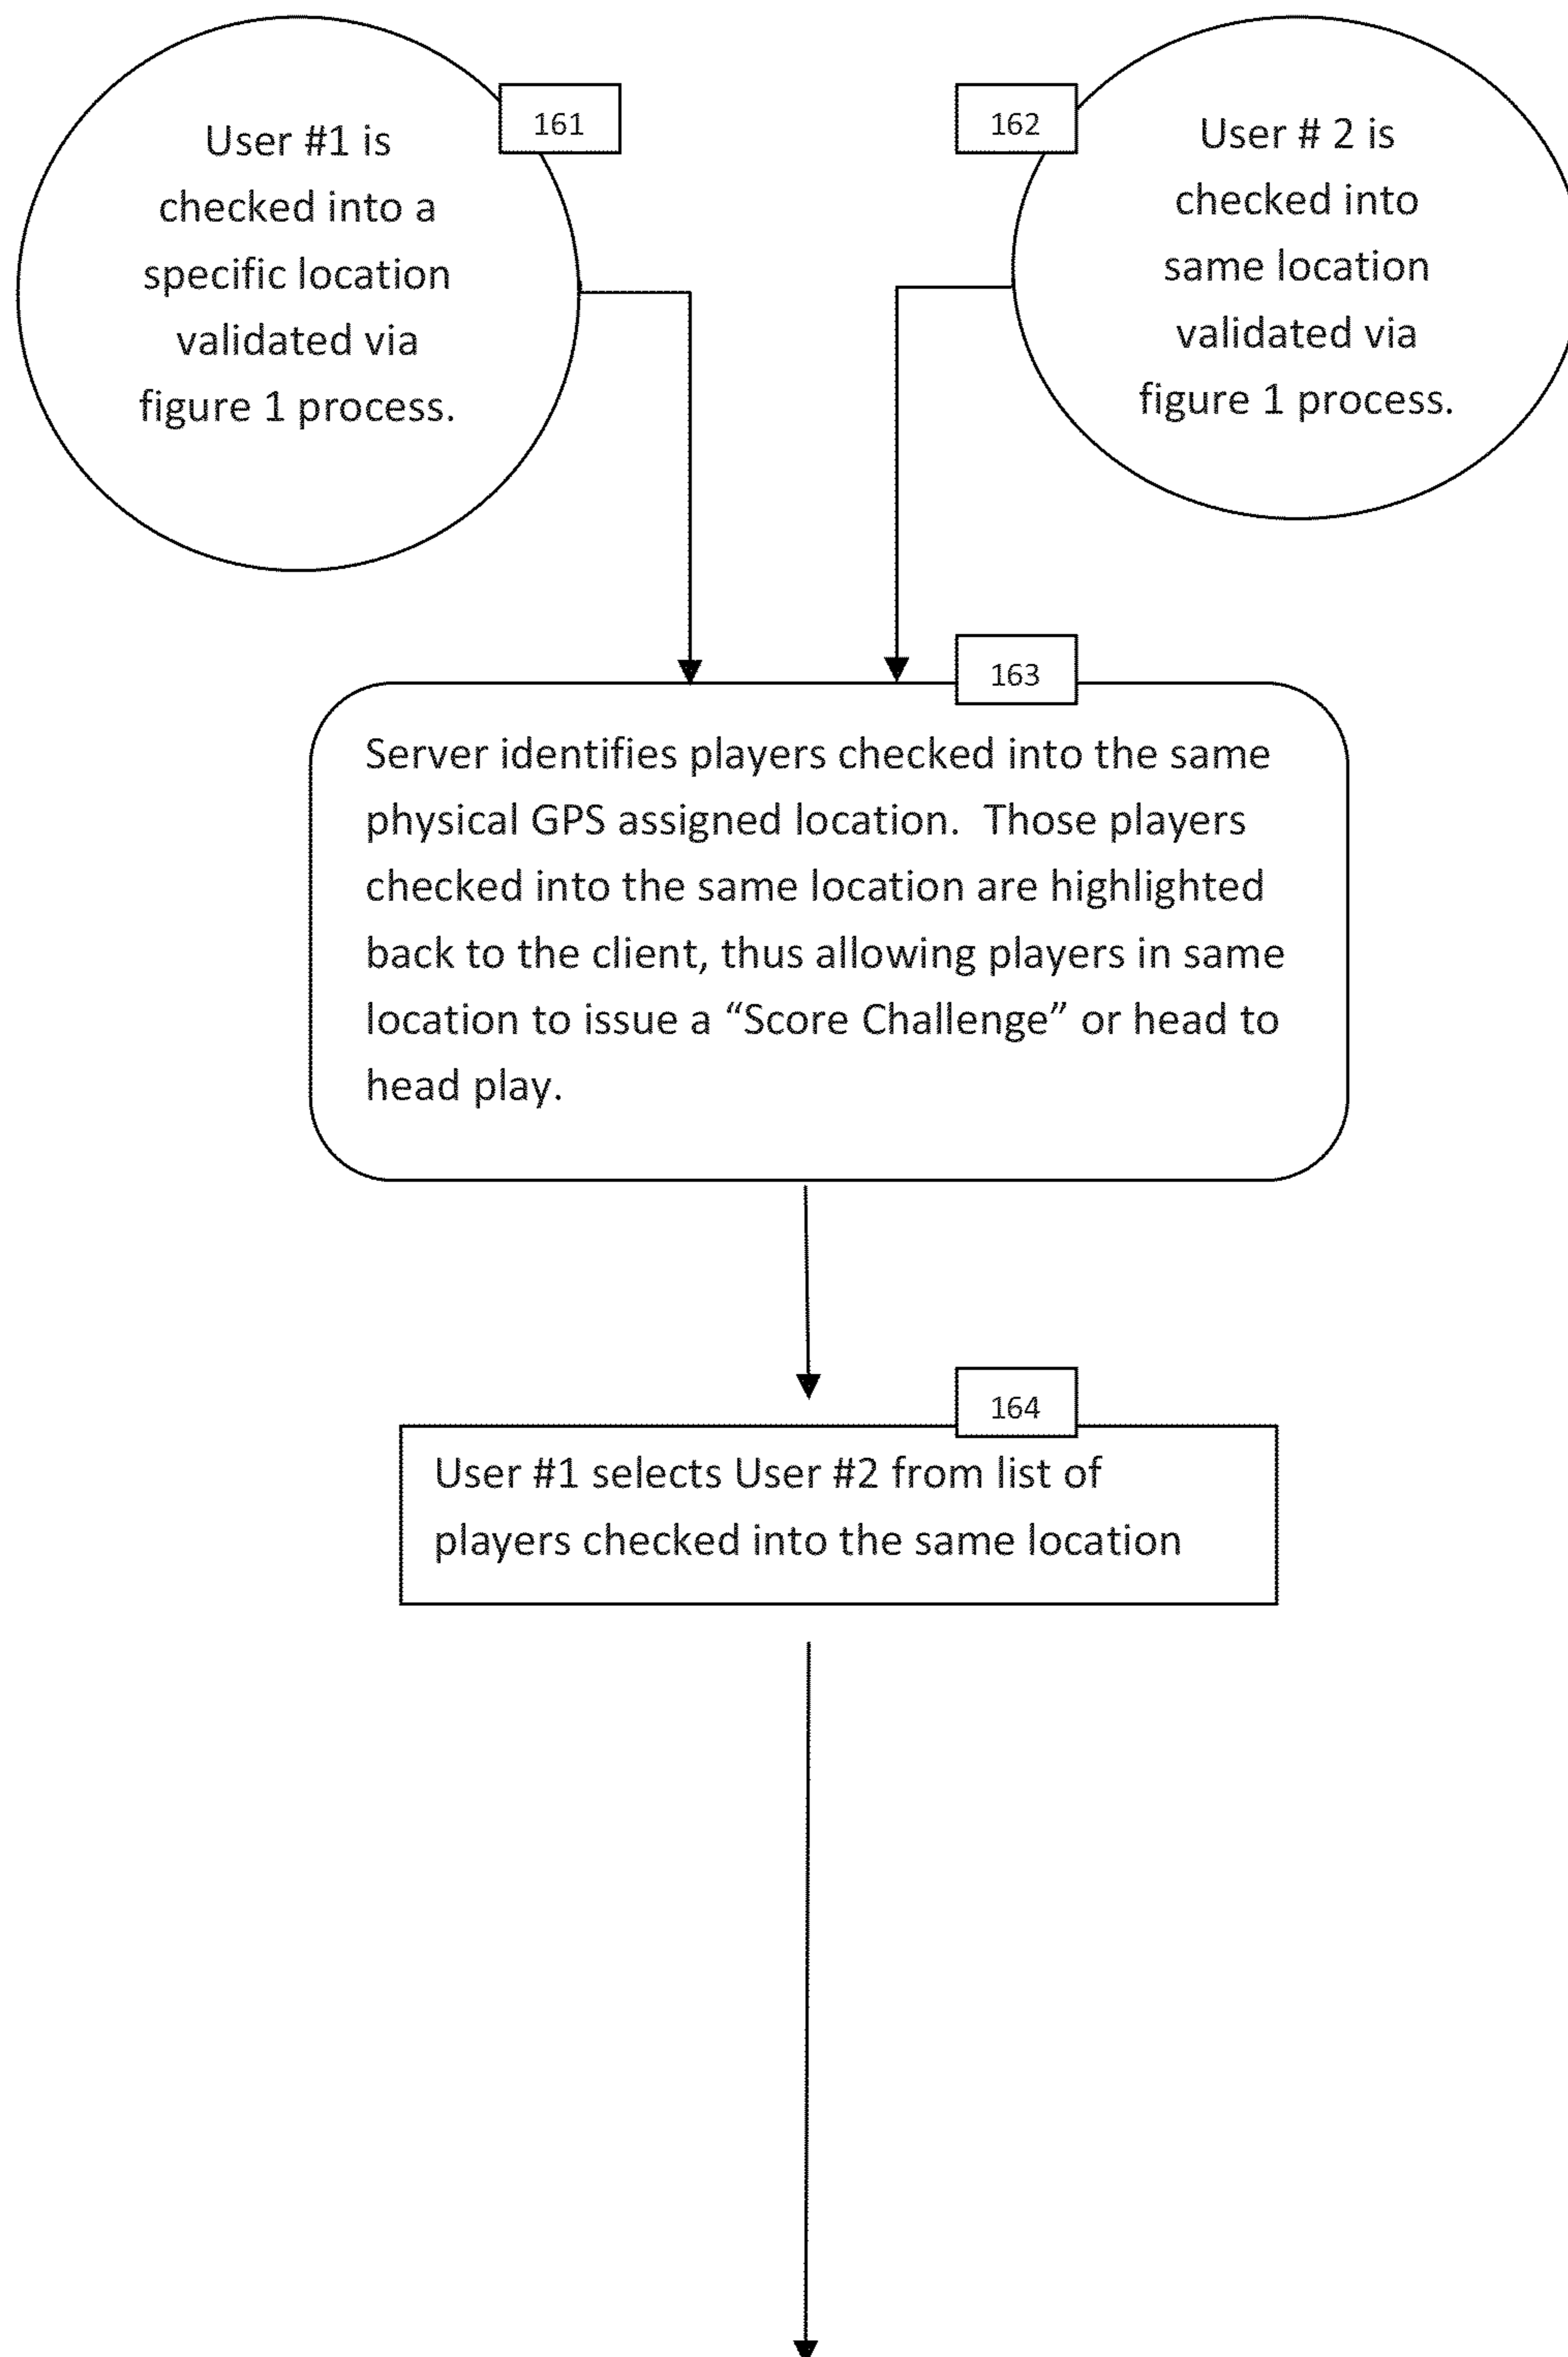 161
User #1 is
checked into a
specific location
validated via
figure 1 process.
162
User # 2 is
checked into
same location
validated via
figure 1 process.
163
Server identifies players checked into the same
physical GPS assigned location.  Those players
checked into the same location are highlighted
back to the client, thus allowing players in same
location to issue a “Score Challenge” or head to
head play.
164
User #1 selects User #2 from list of
players checked into the same location